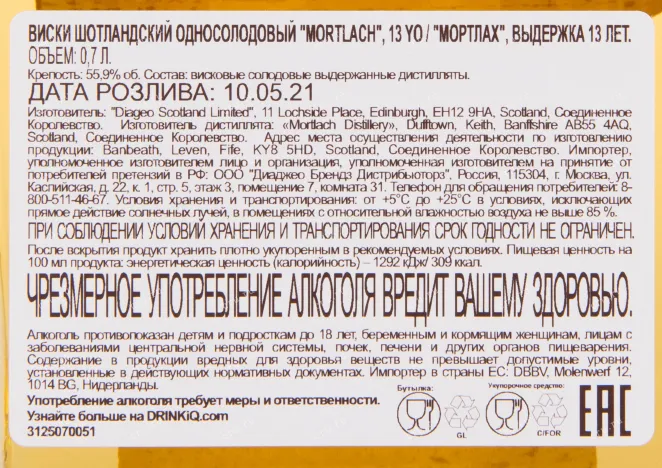 ВИСКИ ШОТЛАНДСКИЙ ОДНОСОЛОДОВЫЙ "MORTLACH", 13 YO / "МОРТЛАХ", ВЫДЕРЖКА 13 ЛЕТ.
ОБЪЕМ: 0,7 Л.
Крепость: 55,9% об. Состав: висковые солодовые выдержанные дистилляты.
ДАТА РОЗЛИВА: 10.05.21
Изготовитель: "Diageo Scotland Limited", 11 Lochside Place, Edinburgh, EH12 9HA, Scotland, Соединенное
Королевство. Изготовитель дистиллята: «Mortlach Distillery», Dufftown, Keith, Banffshire AB55 4AQ,
Scotland, Соединенное Королевство. Адрес места осуществления деятельности по изготовлению
продукции: Banbeath, Leven, Fife, KY8 5HD, Scotland, Соединенное Королевство. Импортер,
уполномоченное изготовителем лицо и организация, уполномоченная изготовителем на принятие от
потребителей претензий в РФ: ООО "Диаджео Брендз Дистрибьюторз". Россия, 115304, г. Москва, ул.
Каспийская, д. 22, к. 1, стр. 5, этаж 3, помещение 7, комната 31. Телефон для обращения потребителей: 8-
800-511-46-67. Условия хранения и транспортирования: от +5°C до +25°C в условиях, исключающих
прямое действие солнечных лучей, в помещениях с относительной влажностью воздуха не выше 85 %.
ПРИ СОБЛЮДЕНИИ УСЛОВИЙ ХРАНЕНИЯ И ТРАНСПОРТИРОВАНИЯ СРОК ГОДНОСТИ НЕ ОГРАНИЧЕН.
После вскрытия продукт хранить плотно укупоренным в рекомендуемых условиях. Пищевая ценность на
100 мл продукта: энергетическая ценность (калорийность) – 1292 кДж/ 309 ккал.
ЧРЕЗМЕРНОЕ УПОТРЕБЛЕНИЕ АЛКОГОЛЯ ВРЕДИТ ВАШЕМУ ЗДОРОВЬЮ.
Алкоголь противопоказан детям и подросткам до 18 лет, беременным и кормящим женщинам, лицам с
заболеваниями центральной нервной системы, почек, печени и других органов пищеварения.
Содержание в продукции вредных для здоровья веществ не превышает допустимые уровни,
установленные в действующих нормативных документах. Импортер в страны ЕС: DBBV, Molenwerf 12,
1014 BG, Нидерланды.
Употребление алкоголя требует меры и ответственности.
Узнайте больше на DRINKiQ.com
3125070051
Бутылка:
GL
Укупорочное средство:
C/FOR
EAC